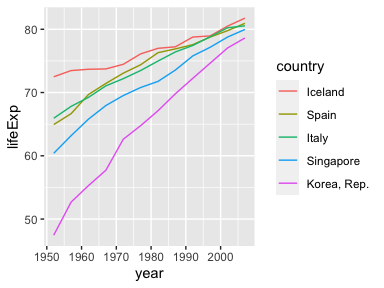 80
70
60
50
lifeExp
1950 1960 1970 1980 1990 2000
year
country
Iceland
Spain
Italy
Singapore
Korea, Rep.